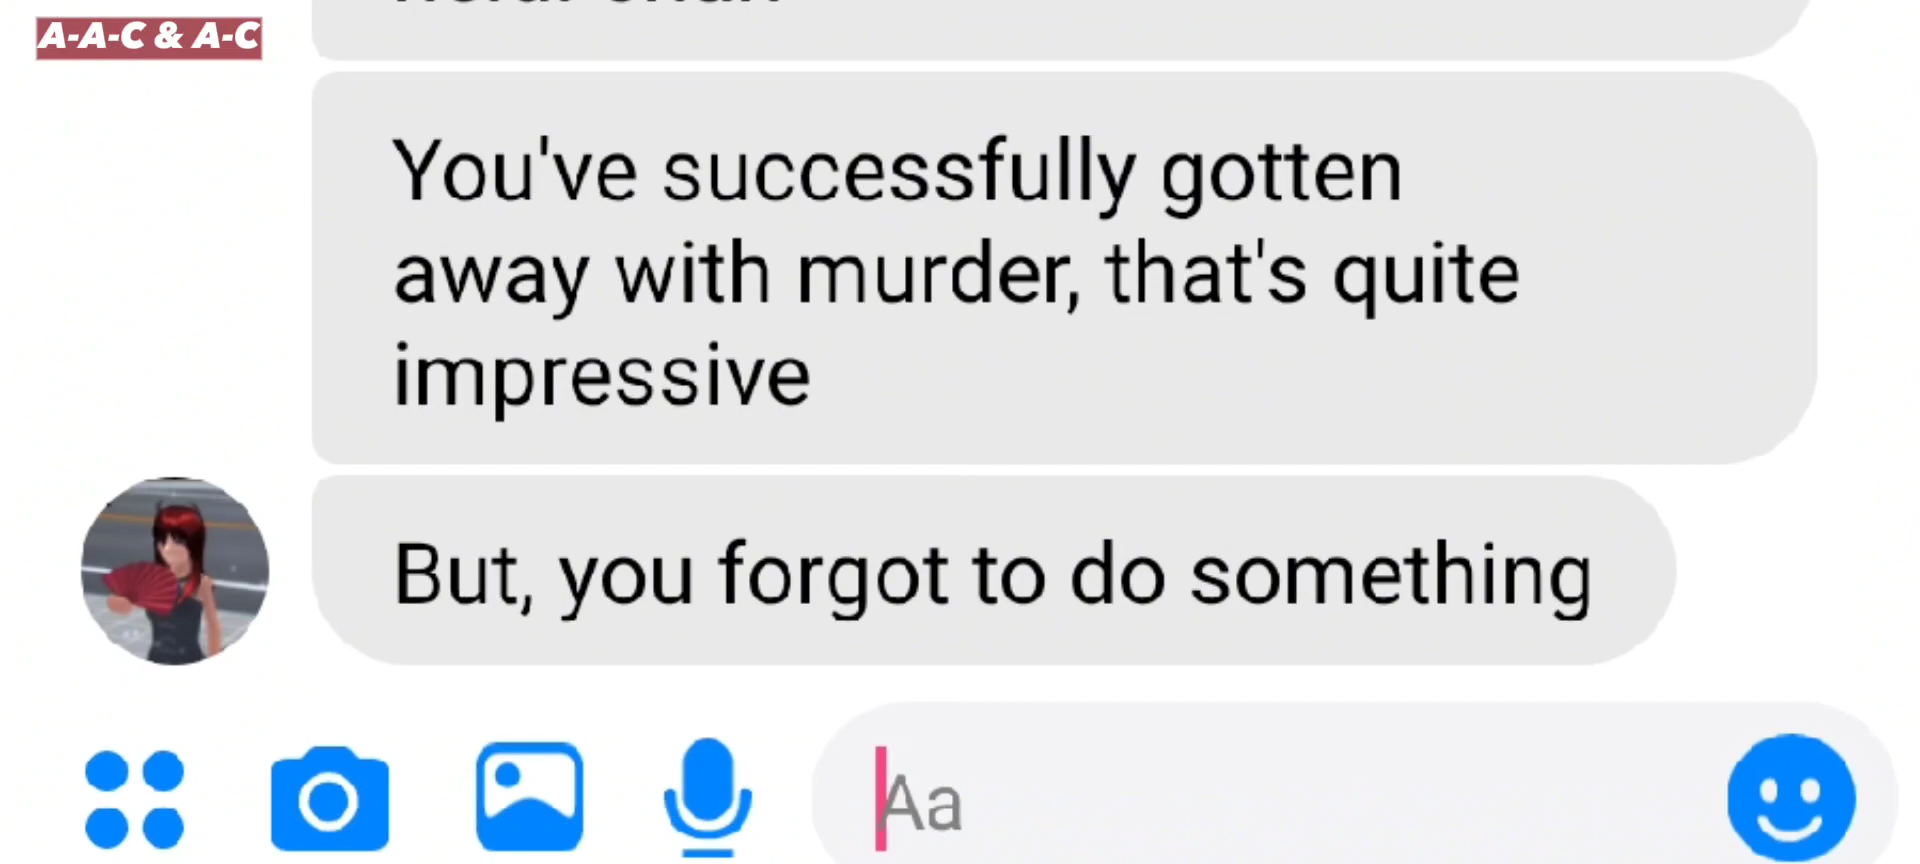 A-A-C & A-C
You've successfully gotten
away with murder, that's quite
impressive
But, you forgot to do something
Aa